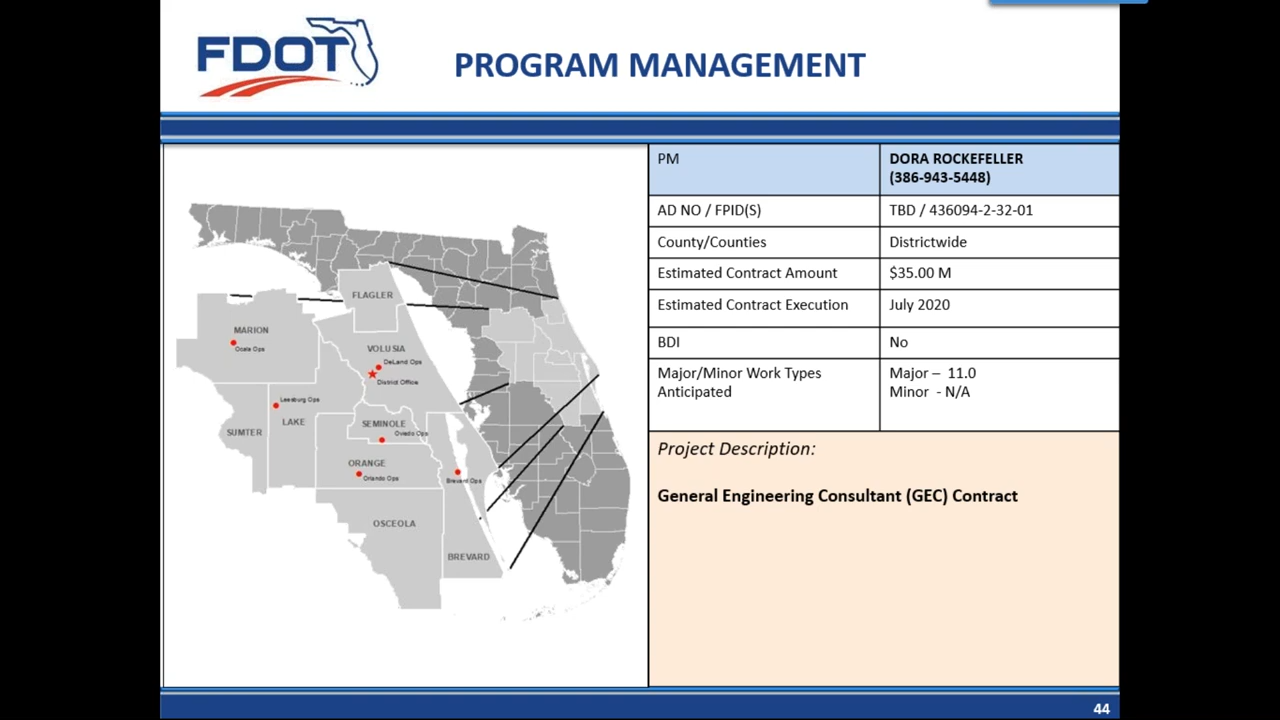 FDOT
PROGRAM MANAGEMENT
FLAGLER
MARION
Ocala Ops
VOLUSIA
DeLand Ops
District Office
Leesburg Ops
LAKE
SUMTER
SEMINOLE
Oviedo Ops
ORANGE
Orlando Ops
Brevard Ops
OSCEOLA
BREVARD
PM DORA ROCKEFELLER
(386-943-5448)
AD NO / FPID(S) TBD / 436094-2-32-01
County/Counties Districtwide
Estimated Contract Amount $35.00 M
Estimated Contract Execution July 2020
BDI No
Major/Minor Work Types Major – 11.0
Anticipated Minor - N/A
Project Description:
General Engineering Consultant (GEC) Contract
44